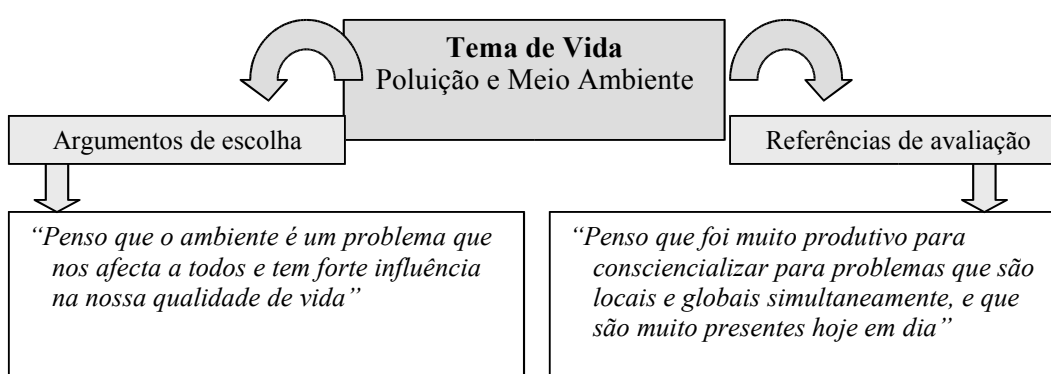 Tema de Vida
Poluição e Meio Ambiente
Argumentos de escolha
Referências de avaliação
“Penso que o ambiente é um problema que
nos afecta a todos e tem forte influência
na nossa qualidade de vida”
“Penso que foi muito produtivo para
consciencializar para problemas que são
locais e globais simultaneamente, e que
são muito presentes hoje em dia”